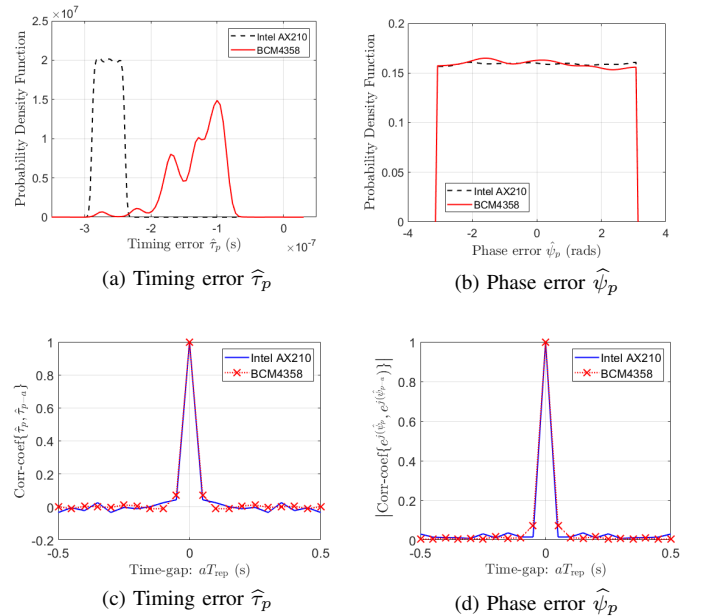 ×10⁷
2.5
2
1.5
1
0.5
0
Probability Density Function
Intel AX210
BCM4358
-3 -2 -1 0
×10⁻⁷
Timing error τ̂ₚ (s)
(a) Timing error τ̂ₚ
0.2
0.15
0.1
0.05
0
Probability Density Function
Intel AX210
BCM4358
-4 -2 0 2 4
Phase error ψ̂ₚ (rads)
(b) Phase error ψ̂ₚ
1
0.8
0.6
0.4
0.2
0
-0.2
Corr-coef{τ̂ₚ, τ̂ₚ₋ₐ}
Intel AX210
BCM4358
-0.5 0 0.5
Time-gap: aT_rep (s)
(c) Timing error τ̂ₚ
1
0.8
0.6
0.4
0.2
0
|Corr-coef{e^{j(ψ̂ₚ}, e^{j(ψ̂ₚ₋ₐ)}}|
Intel AX210
BCM4358
-0.5 0 0.5
Time-gap: aT_rep (s)
(d) Phase error ψ̂ₚ